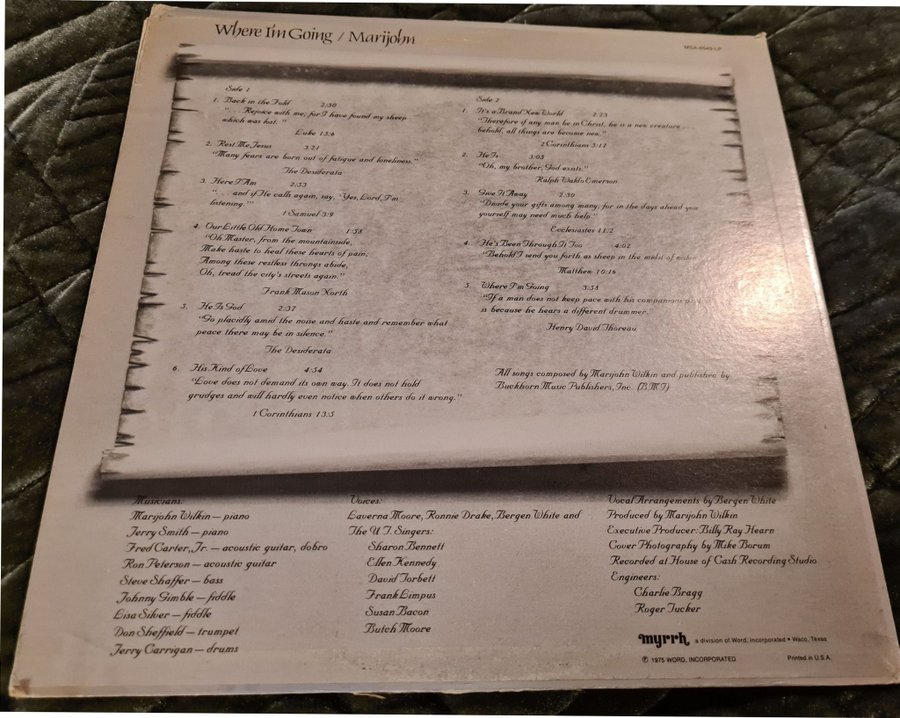 Where I'm Going / Marijohn
MSA-6549-LP
Side 1
1. Back in the Fold 2:30
". . . Rejoice with me; for I have found my sheep
which was lost."
Luke 15:6
2. Rest Me, Jesus 3:21
"Many fears are born out of fatigue and loneliness."
The Desiderata
3. Here I Am 2:33
". . . and if He calls again, say, 'Yes, Lord, I'm
listening.'"
1 Samuel 3:9
4. Our Little Old Home Town 1:58
"Oh Master, from the mountainside,
Make haste to heal these hearts of pain;
Among these restless throngs abide,
Oh, tread the city's streets again."
Frank Mason North
5. He Is God 2:37
"Go placidly amid the noise and haste and remember what
peace there may be in silence."
The Desiderata
6. His Kind of Love 4:54
"Love does not demand its own way. It does not hold
grudges and will hardly even notice when others do it wrong."
1 Corinthians 13:5
Side 2
1. It's a Brand New World 2:23
"Therefore if any man be in Christ, he is a new creature . . .
behold, all things are become new."
2 Corinthians 5:17
2. He Is 3:05
"Oh, my brother, God exists."
Ralph Waldo Emerson
3. Give It Away 2:50
"Divide your gifts among many; for in the days ahead you
yourself may need much help."
Ecclesiastes 11:2
4. He's Been Through It Too 4:02
"Behold I send you forth as sheep in the midst of
Matthew 10:16
5. Where I'm Going 3:54
"If a man does not keep pace with his companions
is because he hears a different drummer."
Henry David Thoreau
All songs composed by Marijohn Wilkin and published by
Buckhorn Music Publishers, Inc. (BMI)
Musicians:
Marijohn Wilkin — piano
Jerry Smith — piano
Fred Carter, Jr. — acoustic guitar, dobro
Ron Peterson — acoustic guitar
Steve Shaffer — bass
Johnny Gimble — fiddle
Lisa Silver — fiddle
Don Sheffield — trumpet
Jerry Carrigan — drums
Voices:
Laverna Moore, Ronnie Drake, Bergen White and
The U.T. Singers:
Sharon Bennett
Ellen Kennedy
David Torbett
Frank Limpus
Susan Bacon
Butch Moore
Vocal Arrangements by Bergen White
Produced by Marijohn Wilkin
Executive Producer: Billy Ray Hearn
Cover Photography by Mike Borum
Recorded at House of Cash Recording Studio
Engineers:
Charlie Bragg
Roger Tucker
myrrh a division of Word, Incorporated • Waco, Texas
℗ 1975 WORD, INCORPORATED Printed in U.S.A.